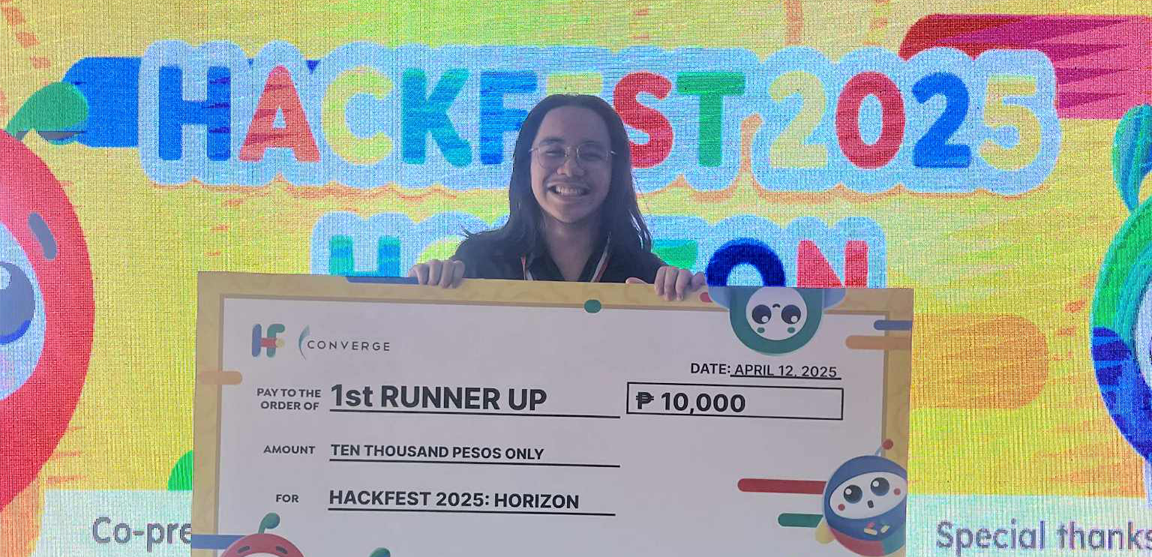 HACKFEST 2025
HF CONVERGE
DATE: APRIL 12, 2025
PAY TO THE ORDER OF 1st RUNNER UP
₱ 10,000
AMOUNT TEN THOUSAND PESOS ONLY
FOR HACKFEST 2025: HORIZON
Special thanks